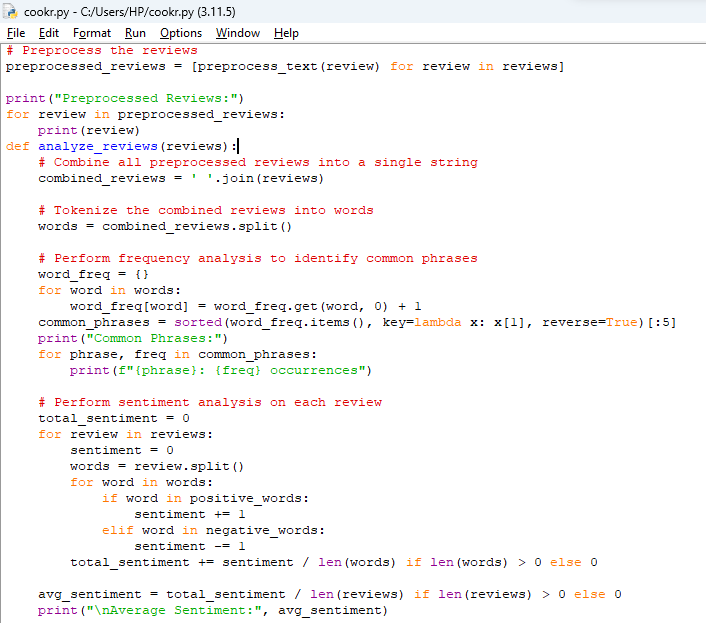 cookr.py - C:/Users/HP/cookr.py (3.11.5)
File Edit Format Run Options Window Help
# Preprocess the reviews
preprocessed_reviews = [preprocess_text(review) for review in reviews]

print("Preprocessed Reviews:")
for review in preprocessed_reviews:
    print(review)
def analyze_reviews(reviews):
    # Combine all preprocessed reviews into a single string
    combined_reviews = ' '.join(reviews)

    # Tokenize the combined reviews into words
    words = combined_reviews.split()

    # Perform frequency analysis to identify common phrases
    word_freq = {}
    for word in words:
        word_freq[word] = word_freq.get(word, 0) + 1
    common_phrases = sorted(word_freq.items(), key=lambda x: x[1], reverse=True)[:5]
    print("Common Phrases:")
    for phrase, freq in common_phrases:
        print(f"{phrase}: {freq} occurrences")

    # Perform sentiment analysis on each review
    total_sentiment = 0
    for review in reviews:
        sentiment = 0
        words = review.split()
        for word in words:
            if word in positive_words:
                sentiment += 1
            elif word in negative_words:
                sentiment -= 1
        total_sentiment += sentiment / len(words) if len(words) > 0 else 0

    avg_sentiment = total_sentiment / len(reviews) if len(reviews) > 0 else 0
    print("\nAverage Sentiment:", avg_sentiment)